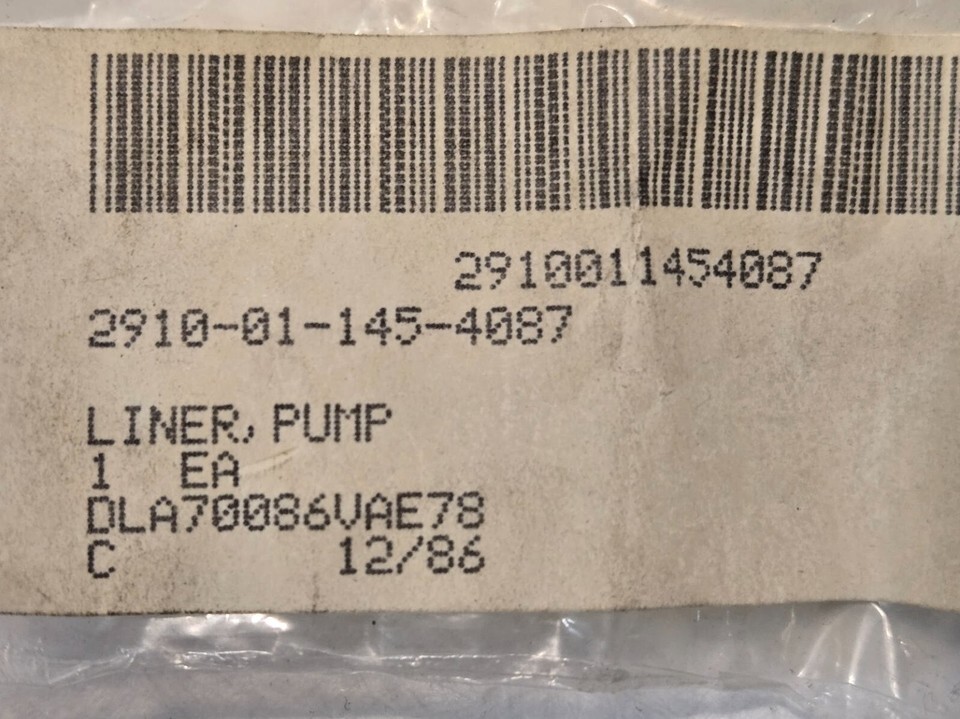 2910011454087
2910-01-145-4087
LINER, PUMP
1 EA
DLA70086VAE78
C 12/86